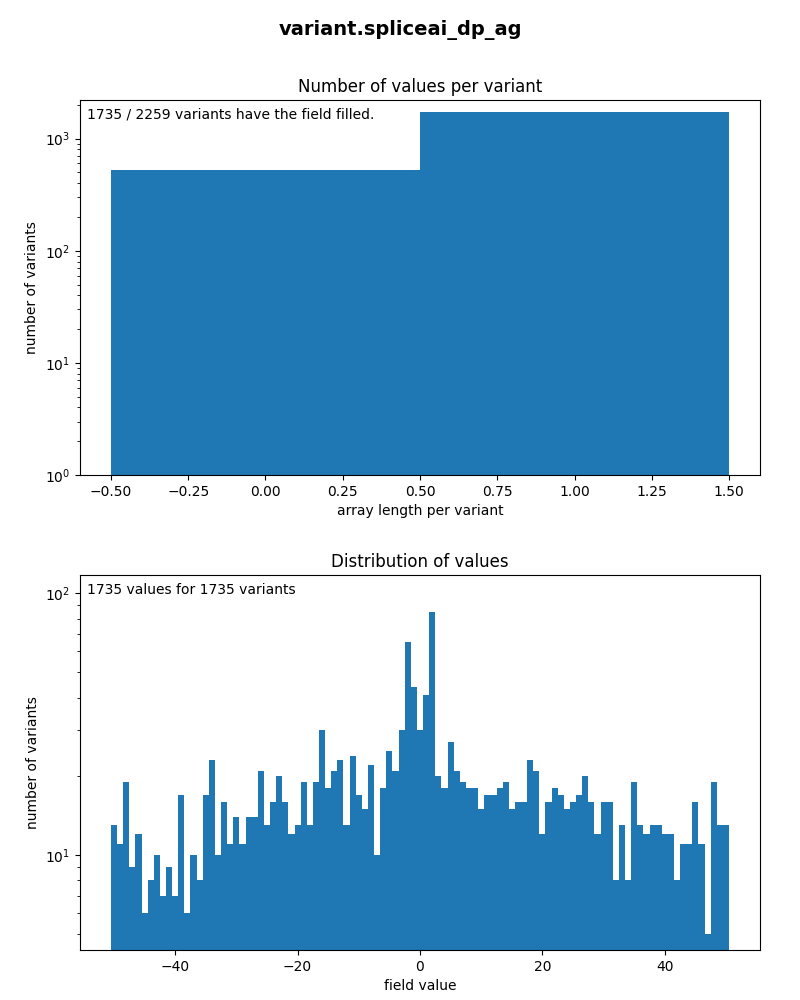 variant.spliceai_dp_ag
Number of values per variant
1735 / 2259 variants have the field filled.
10³
10²
10¹
10⁰
number of variants
−0.50 −0.25 0.00 0.25 0.50 0.75 1.00 1.25 1.50
array length per variant
Distribution of values
1735 values for 1735 variants
10²
10¹
number of variants
−40 −20 0 20 40
field value